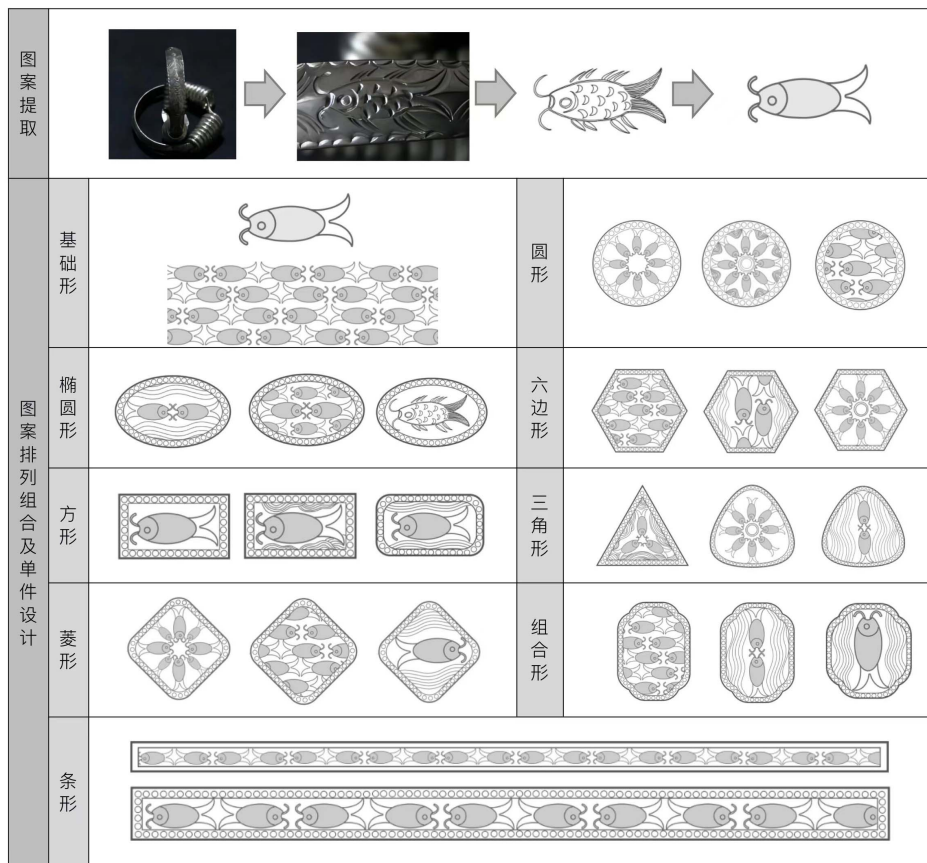 图案提取
图案排列组合及单件设计
基础形
圆形
椭圆形
六边形
方形
三角形
菱形
组合形
条形